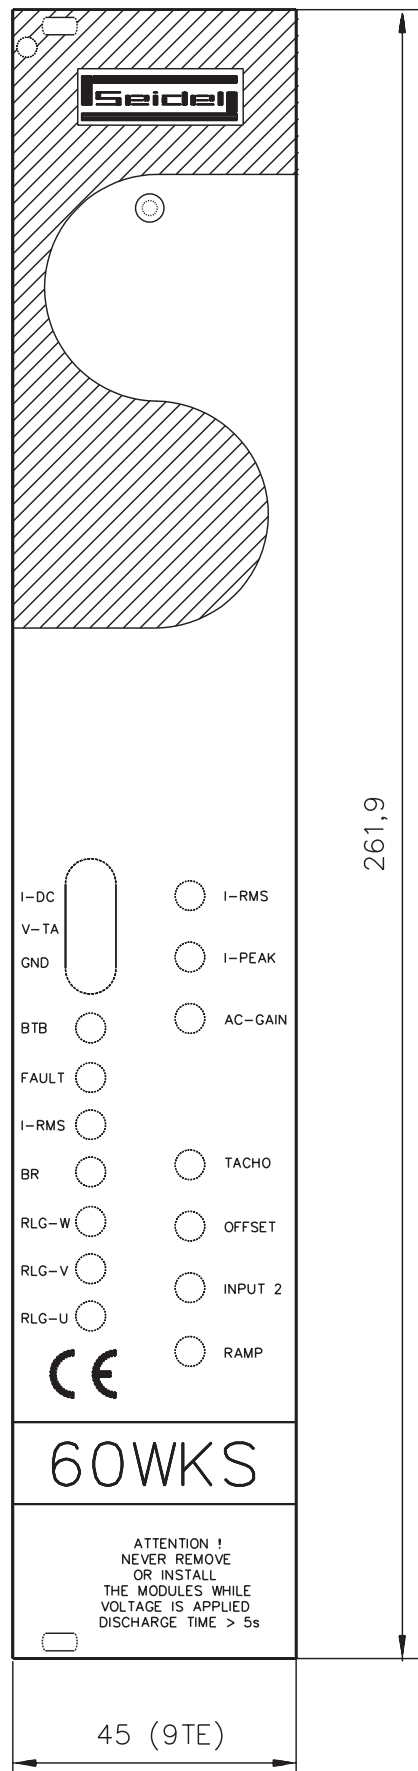 Seidel
261,9
I-DC
V-TA
GND
BTB
FAULT
I-RMS
BR
RLG-W
RLG-V
RLG-U
I-RMS
I-PEAK
AC-GAIN
TACHO
OFFSET
INPUT 2
RAMP
CE
60WKS
ATTENTION !
NEVER REMOVE
OR INSTALL
THE MODULES WHILE
VOLTAGE IS APPLIED
DISCHARGE TIME > 5s
45 (9TE)